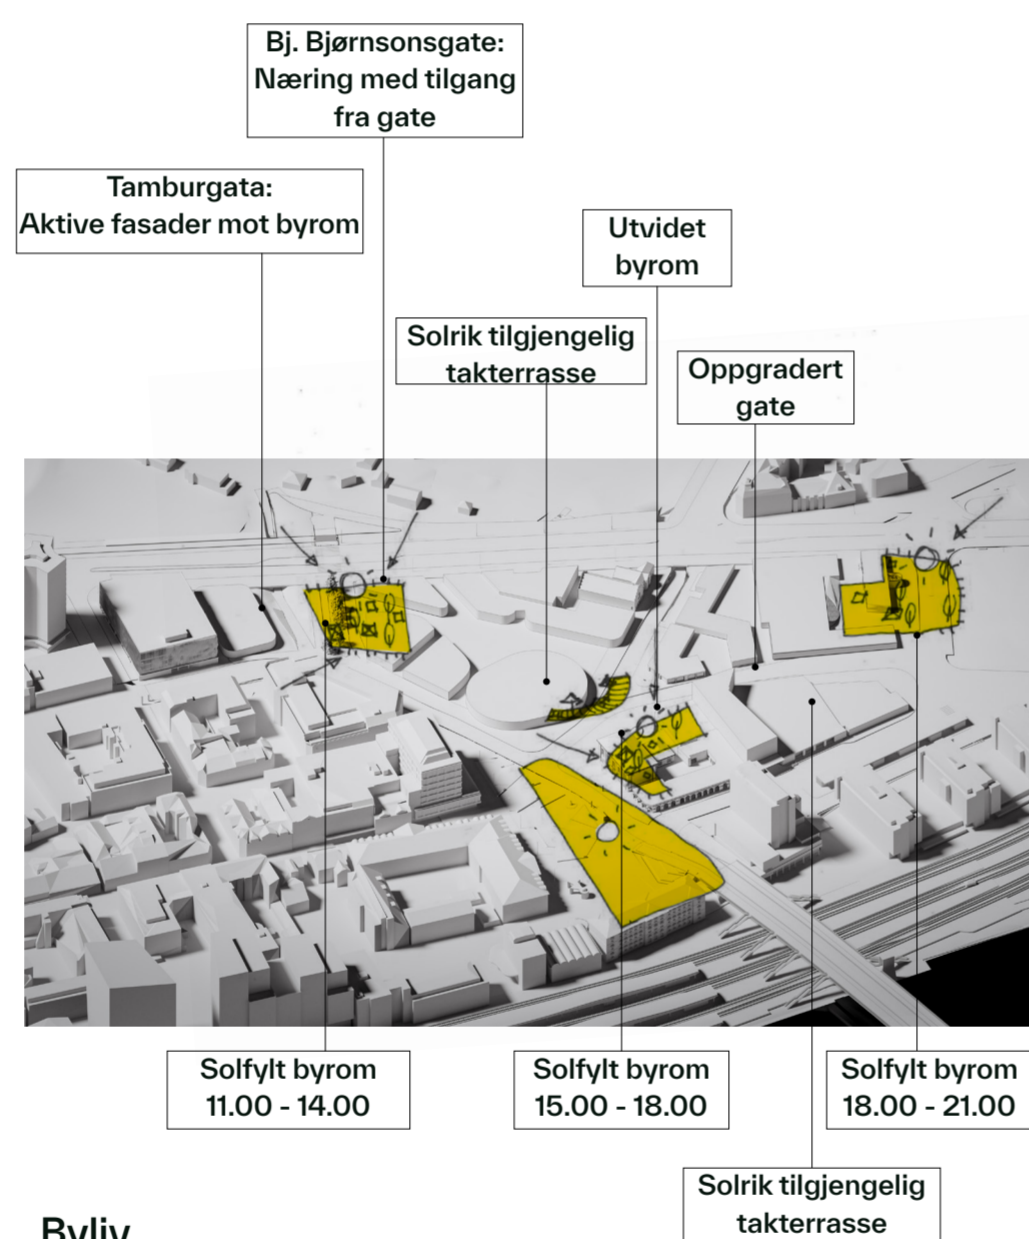 Bj. Bjørnsonsgate:
Næring med tilgang
fra gate
Tamburgata:
Aktive fasader mot byrom
Utvidet
byrom
Solrik tilgjengelig
takterrasse
Oppgradert
gate
Solfylt byrom
11.00 - 14.00
Solfylt byrom
15.00 - 18.00
Solfylt byrom
18.00 - 21.00
Solrik tilgjengelig
takterrasse
Byliv